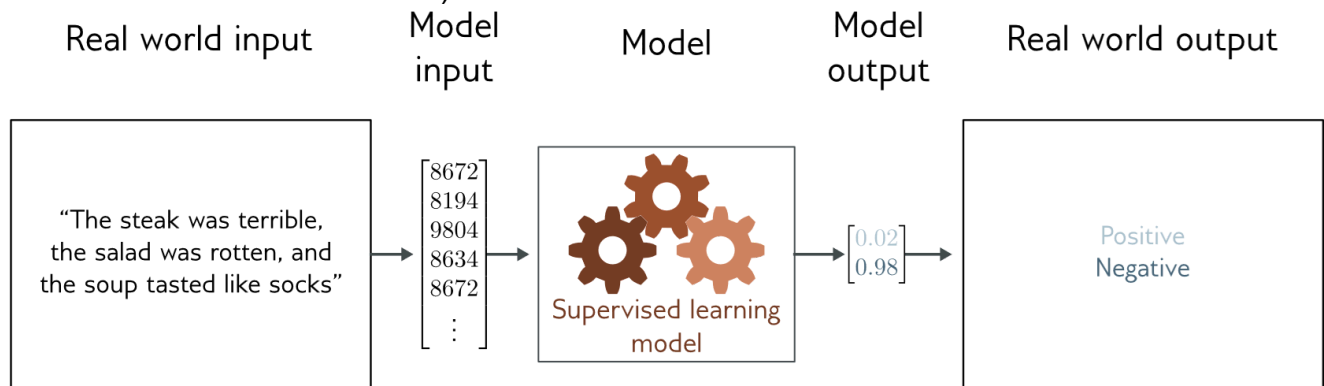 Real world input
Model
input
Model
Model
output
Real world output
“The steak was terrible,
the salad was rotten, and
the soup tasted like socks”
8672
8194
9804
8634
8672
⋮
Supervised learning
model
0.02
0.98
Positive
Negative